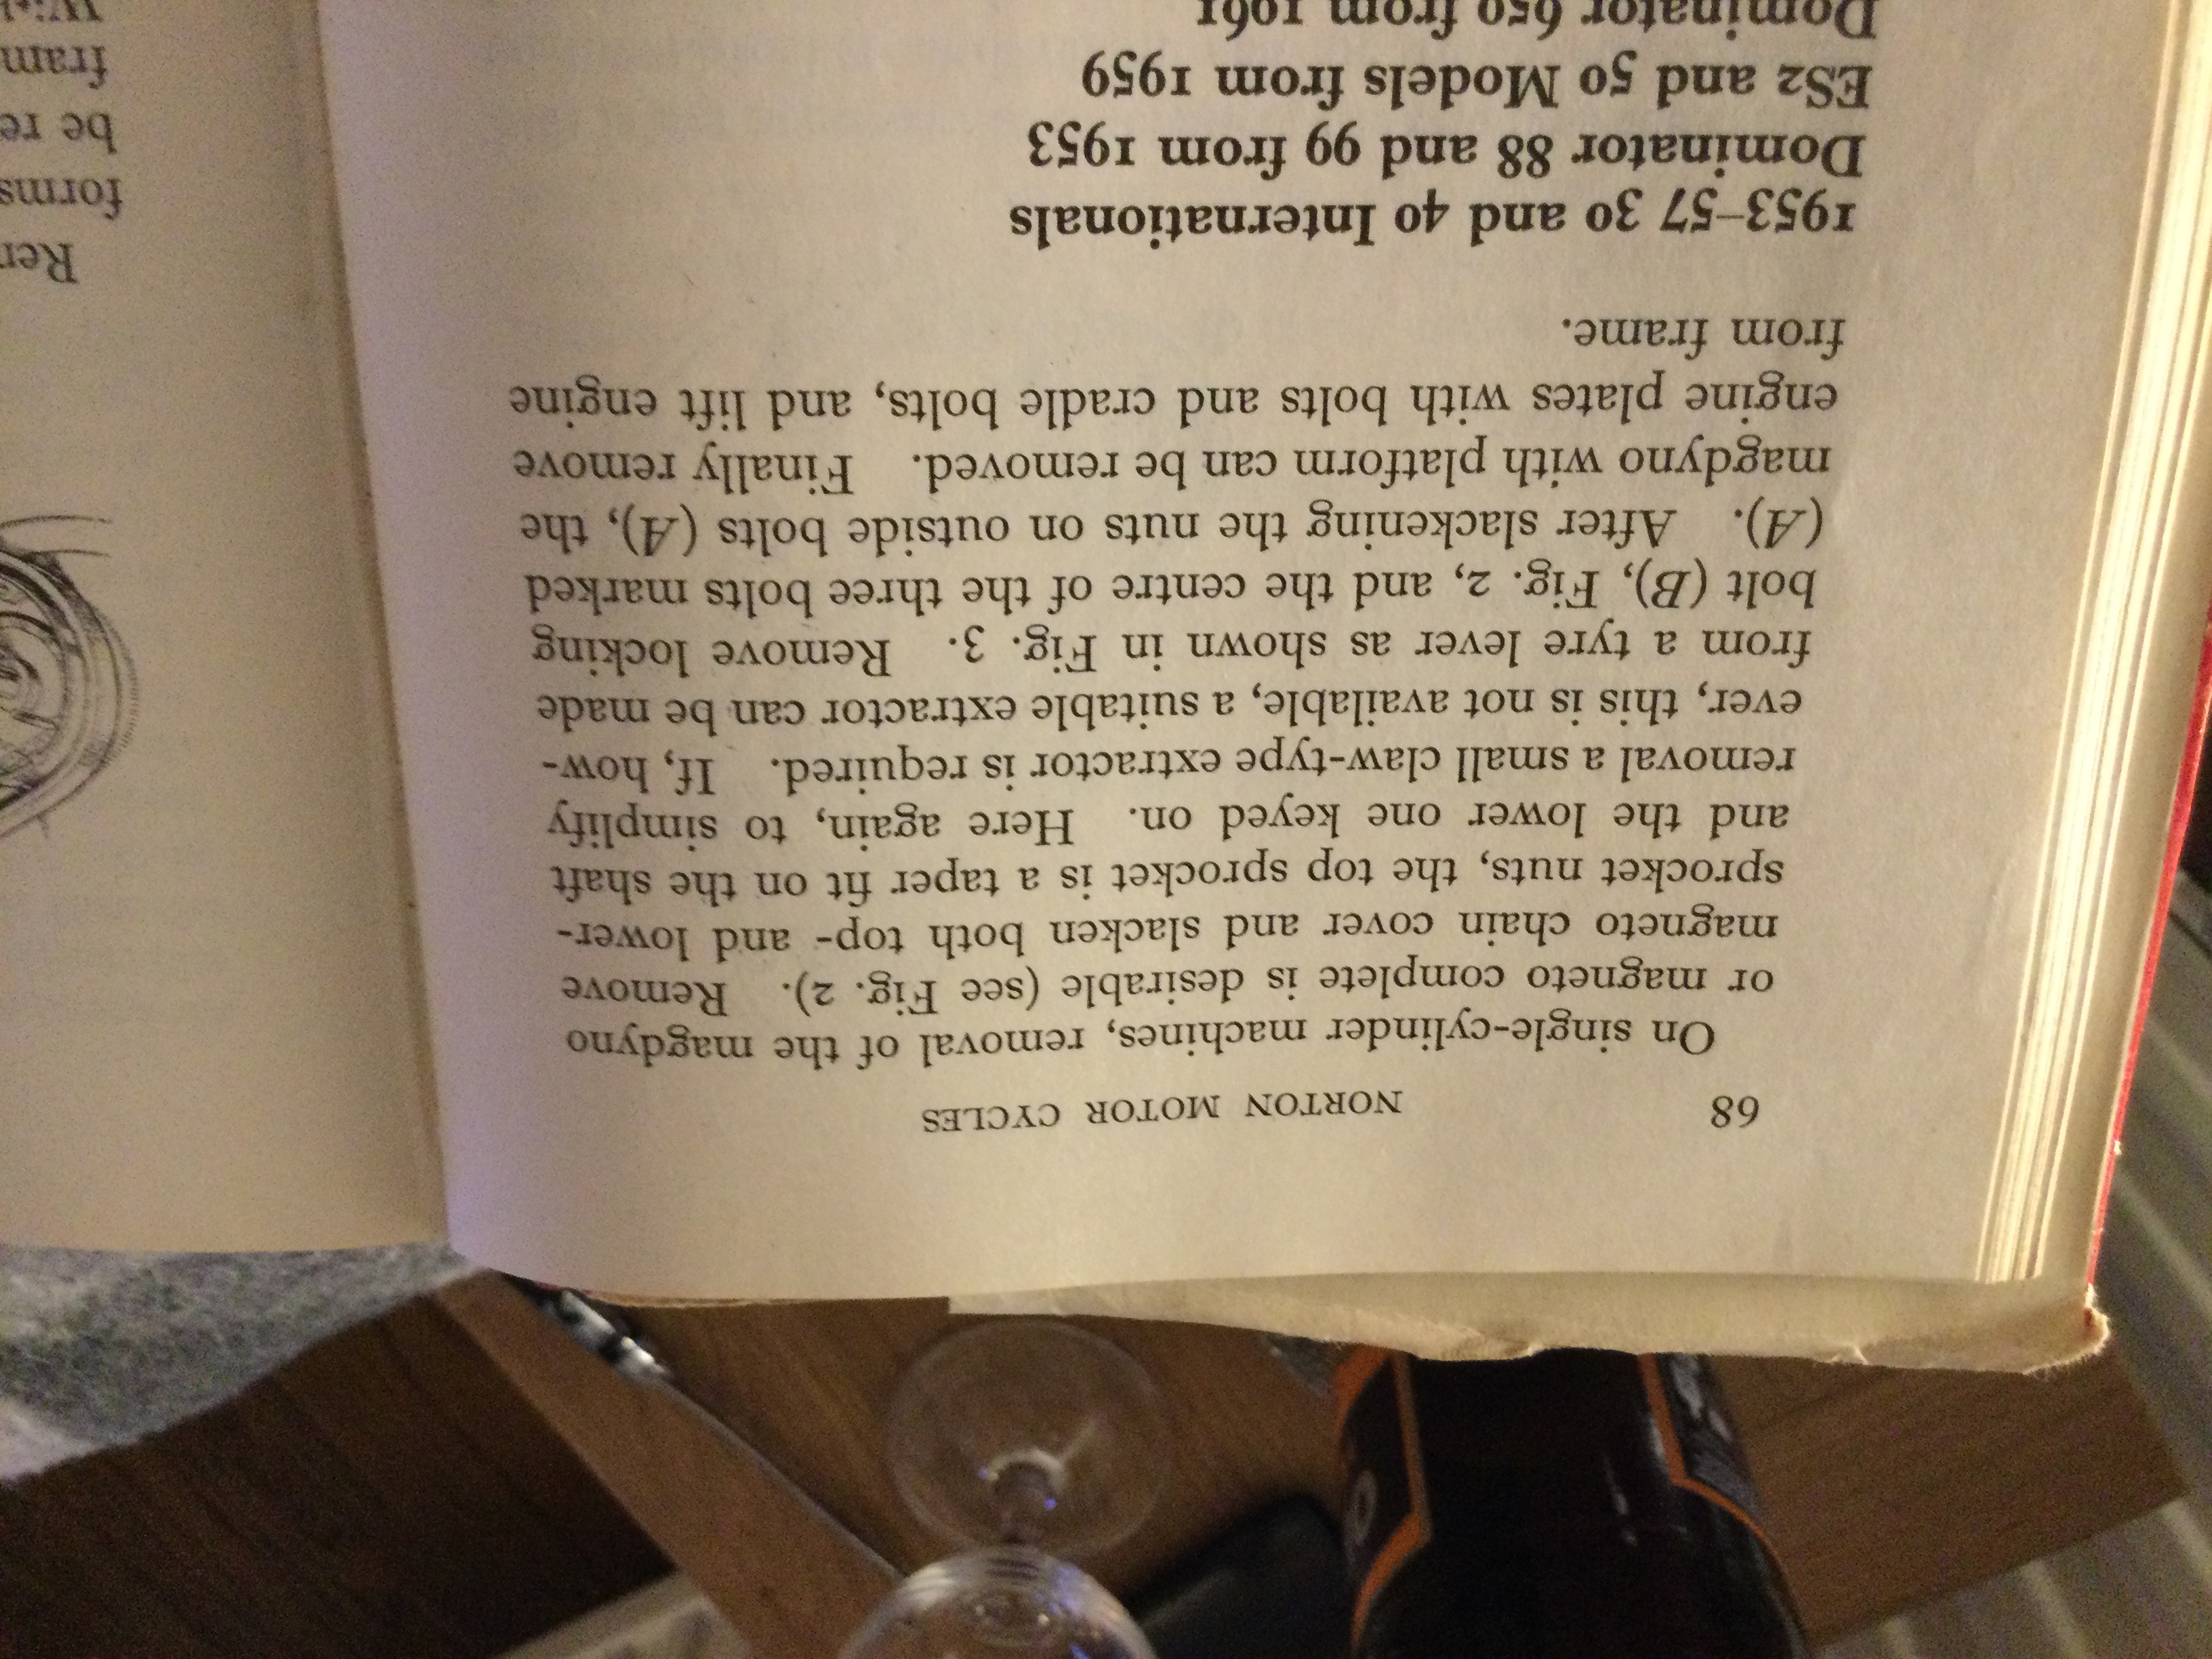 68 NORTON MOTOR CYCLES
On single-cylinder machines, removal of the magdyno
or magneto complete is desirable (see Fig. 2). Remove
magneto chain cover and slacken both top- and lower-
sprocket nuts, the top sprocket is a taper fit on the shaft
and the lower one keyed on. Here again, to simplify
removal a small claw-type extractor is required. If, how-
ever, this is not available, a suitable extractor can be made
from a tyre lever as shown in Fig. 3. Remove locking
bolt (B), Fig. 2, and the centre of the three bolts marked
(A). After slackening the nuts on outside bolts (A), the
magdyno with platform can be removed. Finally remove
engine plates with bolts and cradle bolts, and lift engine
from frame.
1953–57 30 and 40 Internationals
Dominator 88 and 99 from 1953
ES2 and 50 Models from 1959
Dominator 650 from 1961
forms
be re
fram